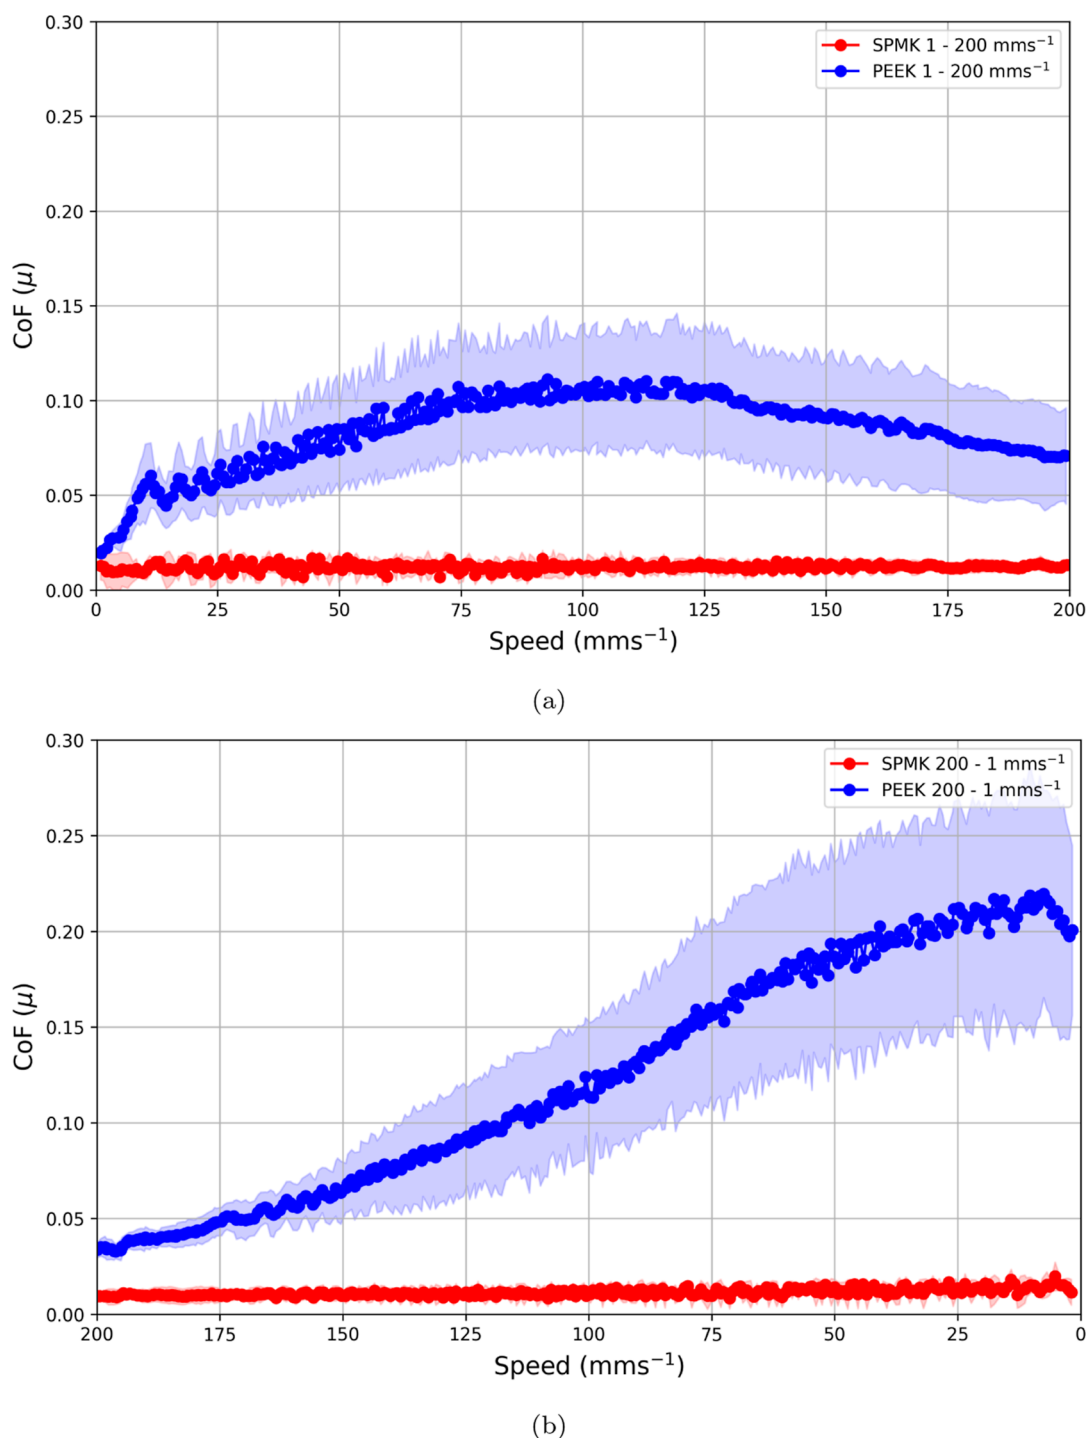 0.30
SPMK 1 - 200 mms⁻¹
PEEK 1 - 200 mms⁻¹
0.25
0.20
CoF (μ)
0.15
0.10
0.05
0.00
0 25 50 75 100 125 150 175 200
Speed (mms⁻¹)
(a)
0.30
SPMK 200 - 1 mms⁻¹
PEEK 200 - 1 mms⁻¹
0.25
0.20
CoF (μ)
0.15
0.10
0.05
0.00
200 175 150 125 100 75 50 25 0
Speed (mms⁻¹)
(b)